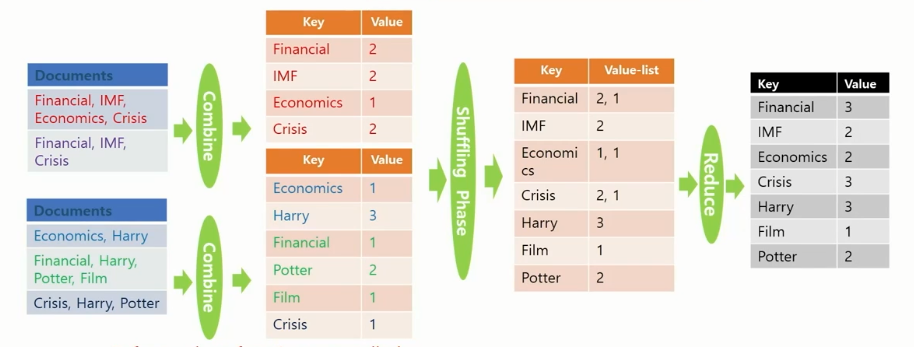 Documents
Financial, IMF,
Economics, Crisis
Financial, IMF,
Crisis
Documents
Economics, Harry
Financial, Harry,
Potter, Film
Crisis, Harry, Potter
Combine
Combine
Key Value
Financial 2
IMF 2
Economics 1
Crisis 2
Key Value
Economics 1
Harry 3
Financial 1
Potter 2
Film 1
Crisis 1
Shuffling Phase
Key Value-list
Financial 2, 1
IMF 2
Economi 1, 1
cs
Crisis 2, 1
Harry 3
Film 1
Potter 2
Reduce
Key Value
Financial 3
IMF 2
Economics 2
Crisis 3
Harry 3
Film 1
Potter 2